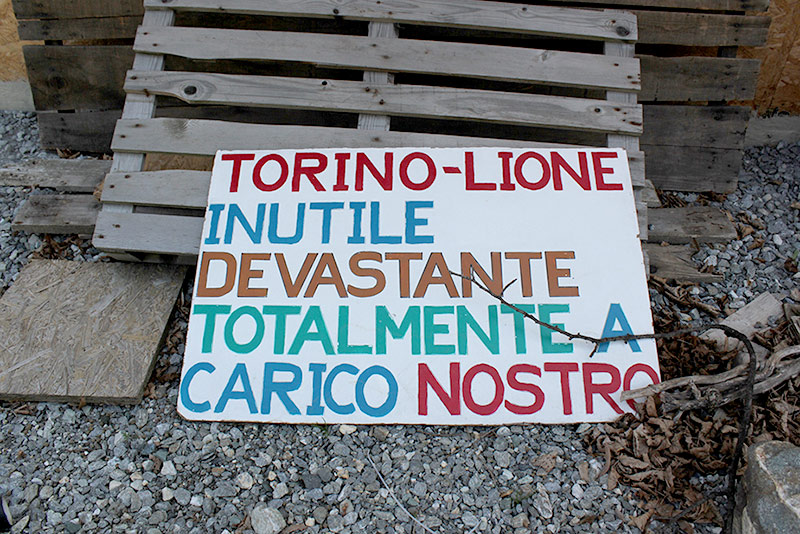 TORINO-LIONE
INUTILE
DEVASTANTE
TOTALMENTE A
CARICO NOSTRO